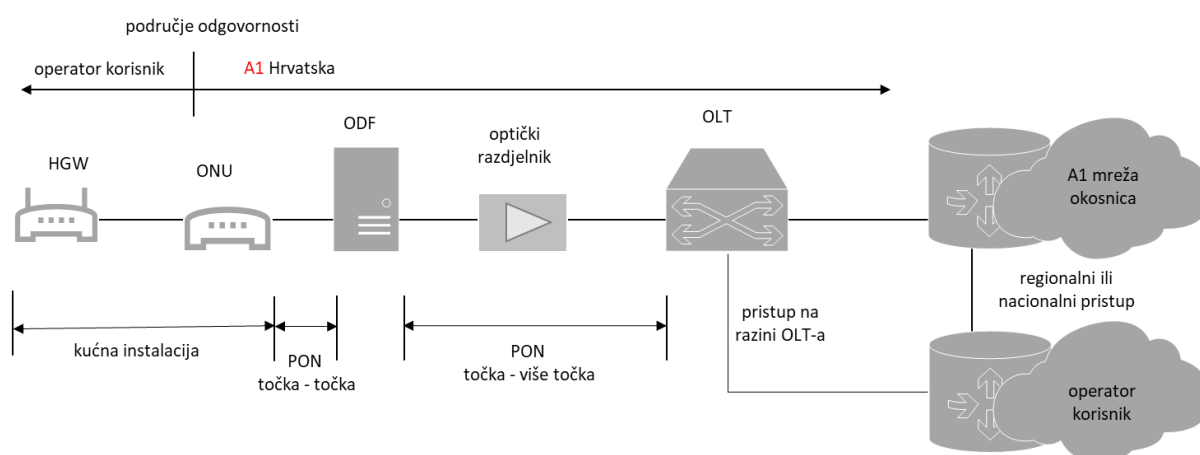 područje odgovornosti
operator korisnik
A1 Hrvatska
HGW
ONU
ODF
optički
razdjelnik
OLT
A1 mreža
okosnica
regionalni ili
nacionalni pristup
pristup na
razini OLT-a
kućna instalacija
PON
točka - točka
PON
točka - više točka
operator
korisnik